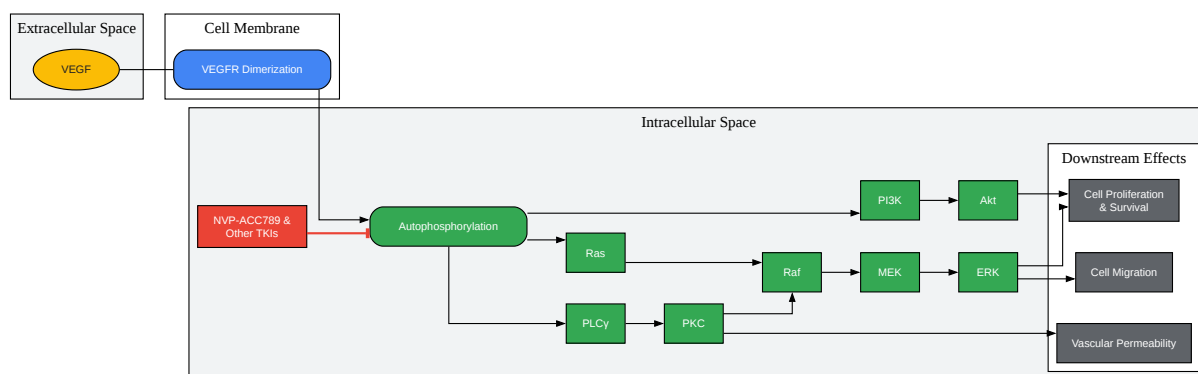 Extracellular Space
Cell Membrane
VEGF
VEGFR Dimerization
Intracellular Space
Downstream Effects
NVP-ACC789 &
Other TKIs
Autophosphorylation
PI3K
Akt
Cell Proliferation
& Survival
Ras
Raf
MEK
ERK
Cell Migration
PLCγ
PKC
Vascular Permeability